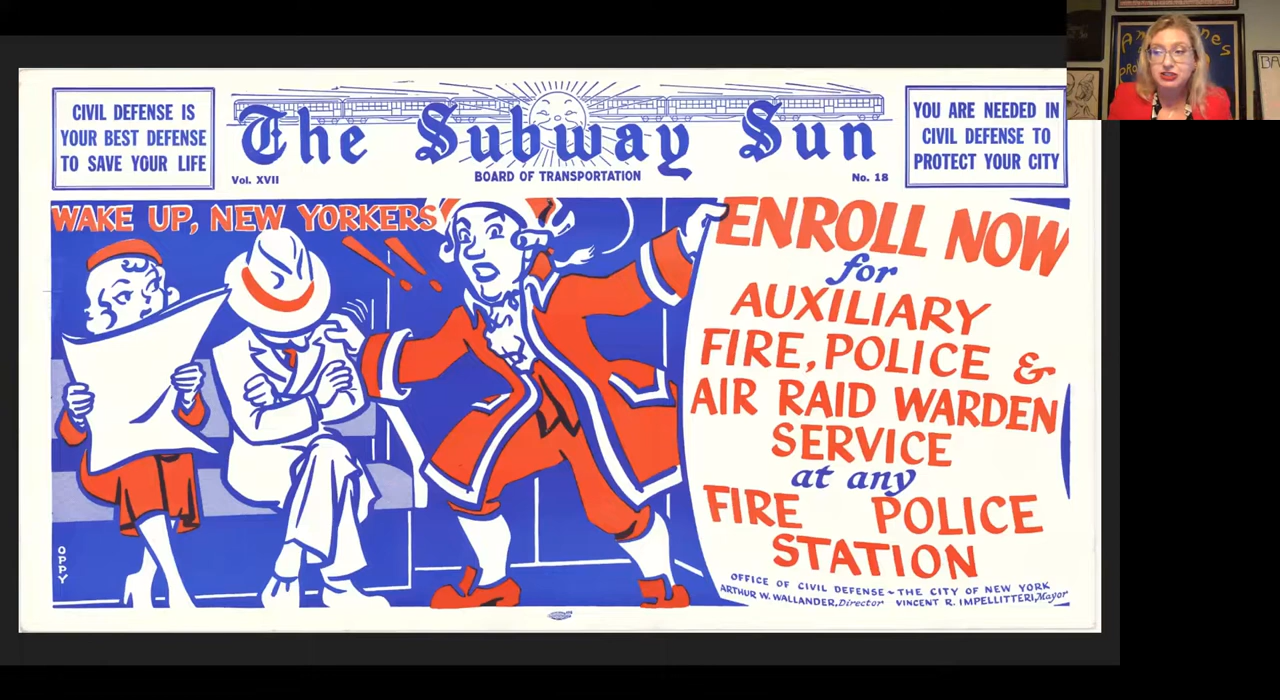 CIVIL DEFENSE IS
YOUR BEST DEFENSE
TO SAVE YOUR LIFE
The Subway Sun
Vol. XVII
BOARD OF TRANSPORTATION
No. 18
YOU ARE NEEDED IN
CIVIL DEFENSE TO
PROTECT YOUR CITY
WAKE UP, NEW YORKERS!!
ENROLL NOW
for
AUXILIARY
FIRE, POLICE &
AIR RAID WARDEN
SERVICE
at any
FIRE POLICE
STATION
OFFICE OF CIVIL DEFENSE ~ THE CITY OF NEW YORK
ARTHUR W. WALLANDER, Director VINCENT R. IMPELLITTERI, Mayor
OPPY